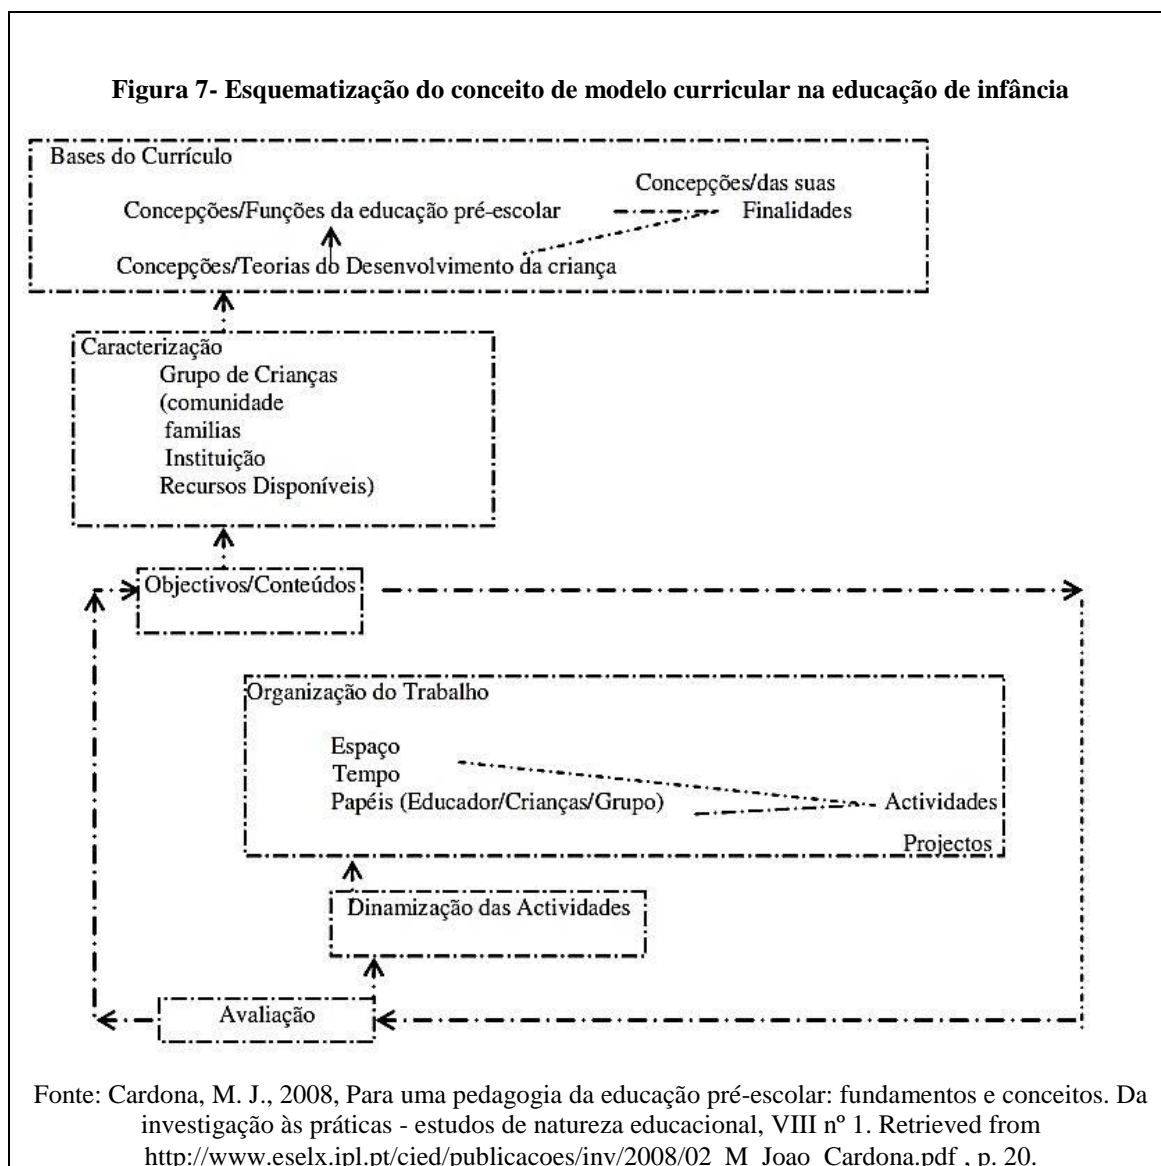 Figura 7- Esquematização do conceito de modelo curricular na educação de infância
Bases do Currículo
Concepções/das suas
Concepções/Funções da educação pré-escolar Finalidades
Concepções/Teorias do Desenvolvimento da criança
Caracterização
Grupo de Crianças
(comunidade
familias
Instituição
Recursos Disponíveis)
Objectivos/Conteúdos
Organização do Trabalho
Espaço
Tempo
Papéis (Educador/Crianças/Grupo) Actividades
Projectos
Dinamização das Actividades
Avaliação
Fonte: Cardona, M. J., 2008, Para uma pedagogia da educação pré-escolar: fundamentos e conceitos. Da
investigação às práticas - estudos de natureza educacional, VIII nº 1. Retrieved from
http://www.eselx.ipl.pt/cied/publicacoes/inv/2008/02_M_Joao_Cardona.pdf , p. 20.